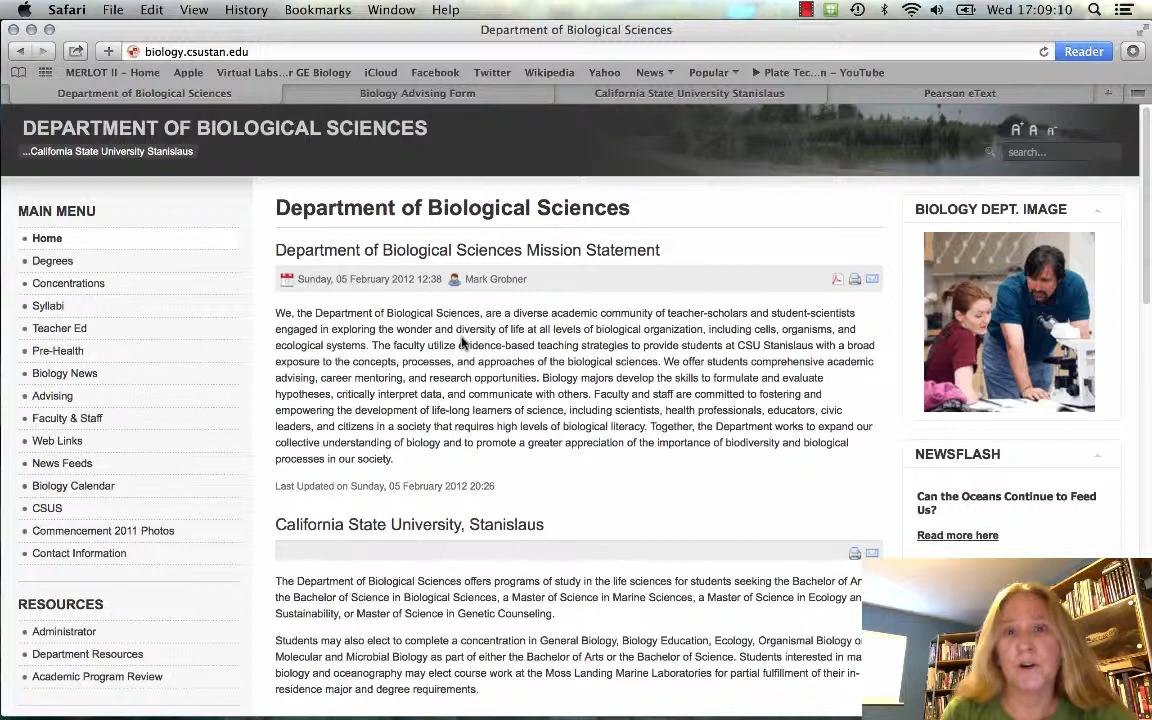 Safari File Edit View History Bookmarks Window Help Wed 17:09:10
Department of Biological Sciences
biology.csustan.edu Reader
MERLOT II – Home Apple Virtual Labs...r GE Biology iCloud Facebook Twitter Wikipedia Yahoo News Popular Plate Tec...n – YouTube
Department of Biological Sciences Biology Advising Form California State University Stanislaus Pearson eText
DEPARTMENT OF BIOLOGICAL SCIENCES
...California State University Stanislaus
A+ A A-
search...
MAIN MENU
Home
Degrees
Concentrations
Syllabi
Teacher Ed
Pre-Health
Biology News
Advising
Faculty & Staff
Web Links
News Feeds
Biology Calendar
CSUS
Commencement 2011 Photos
Contact Information
RESOURCES
Administrator
Department Resources
Academic Program Review
Department of Biological Sciences
Department of Biological Sciences Mission Statement
Sunday, 05 February 2012 12:38 Mark Grobner
We, the Department of Biological Sciences, are a diverse academic community of teacher-scholars and student-scientists
engaged in exploring the wonder and diversity of life at all levels of biological organization, including cells, organisms, and
ecological systems. The faculty utilize evidence-based teaching strategies to provide students at CSU Stanislaus with a broad
exposure to the concepts, processes, and approaches of the biological sciences. We offer students comprehensive academic
advising, career mentoring, and research opportunities. Biology majors develop the skills to formulate and evaluate
hypotheses, critically interpret data, and communicate with others. Faculty and staff are committed to fostering and
empowering the development of life-long learners of science, including scientists, health professionals, educators, civic
leaders, and citizens in a society that requires high levels of biological literacy. Together, the Department works to expand our
collective understanding of biology and to promote a greater appreciation of the importance of biodiversity and biological
processes in our society.
Last Updated on Sunday, 05 February 2012 20:26
California State University, Stanislaus
The Department of Biological Sciences offers programs of study in the life sciences for students seeking the Bachelor of Ar
the Bachelor of Science in Biological Sciences, a Master of Science in Marine Sciences, a Master of Science in Ecology an
Sustainability, or Master of Science in Genetic Counseling.
Students may also elect to complete a concentration in General Biology, Biology Education, Ecology, Organismal Biology o
Molecular and Microbial Biology as part of either the Bachelor of Arts or the Bachelor of Science. Students interested in ma
biology and oceanography may elect course work at the Moss Landing Marine Laboratories for partial fulfillment of their in-
residence major and degree requirements.
BIOLOGY DEPT. IMAGE
NEWSFLASH
Can the Oceans Continue to Feed
Us?
Read more here